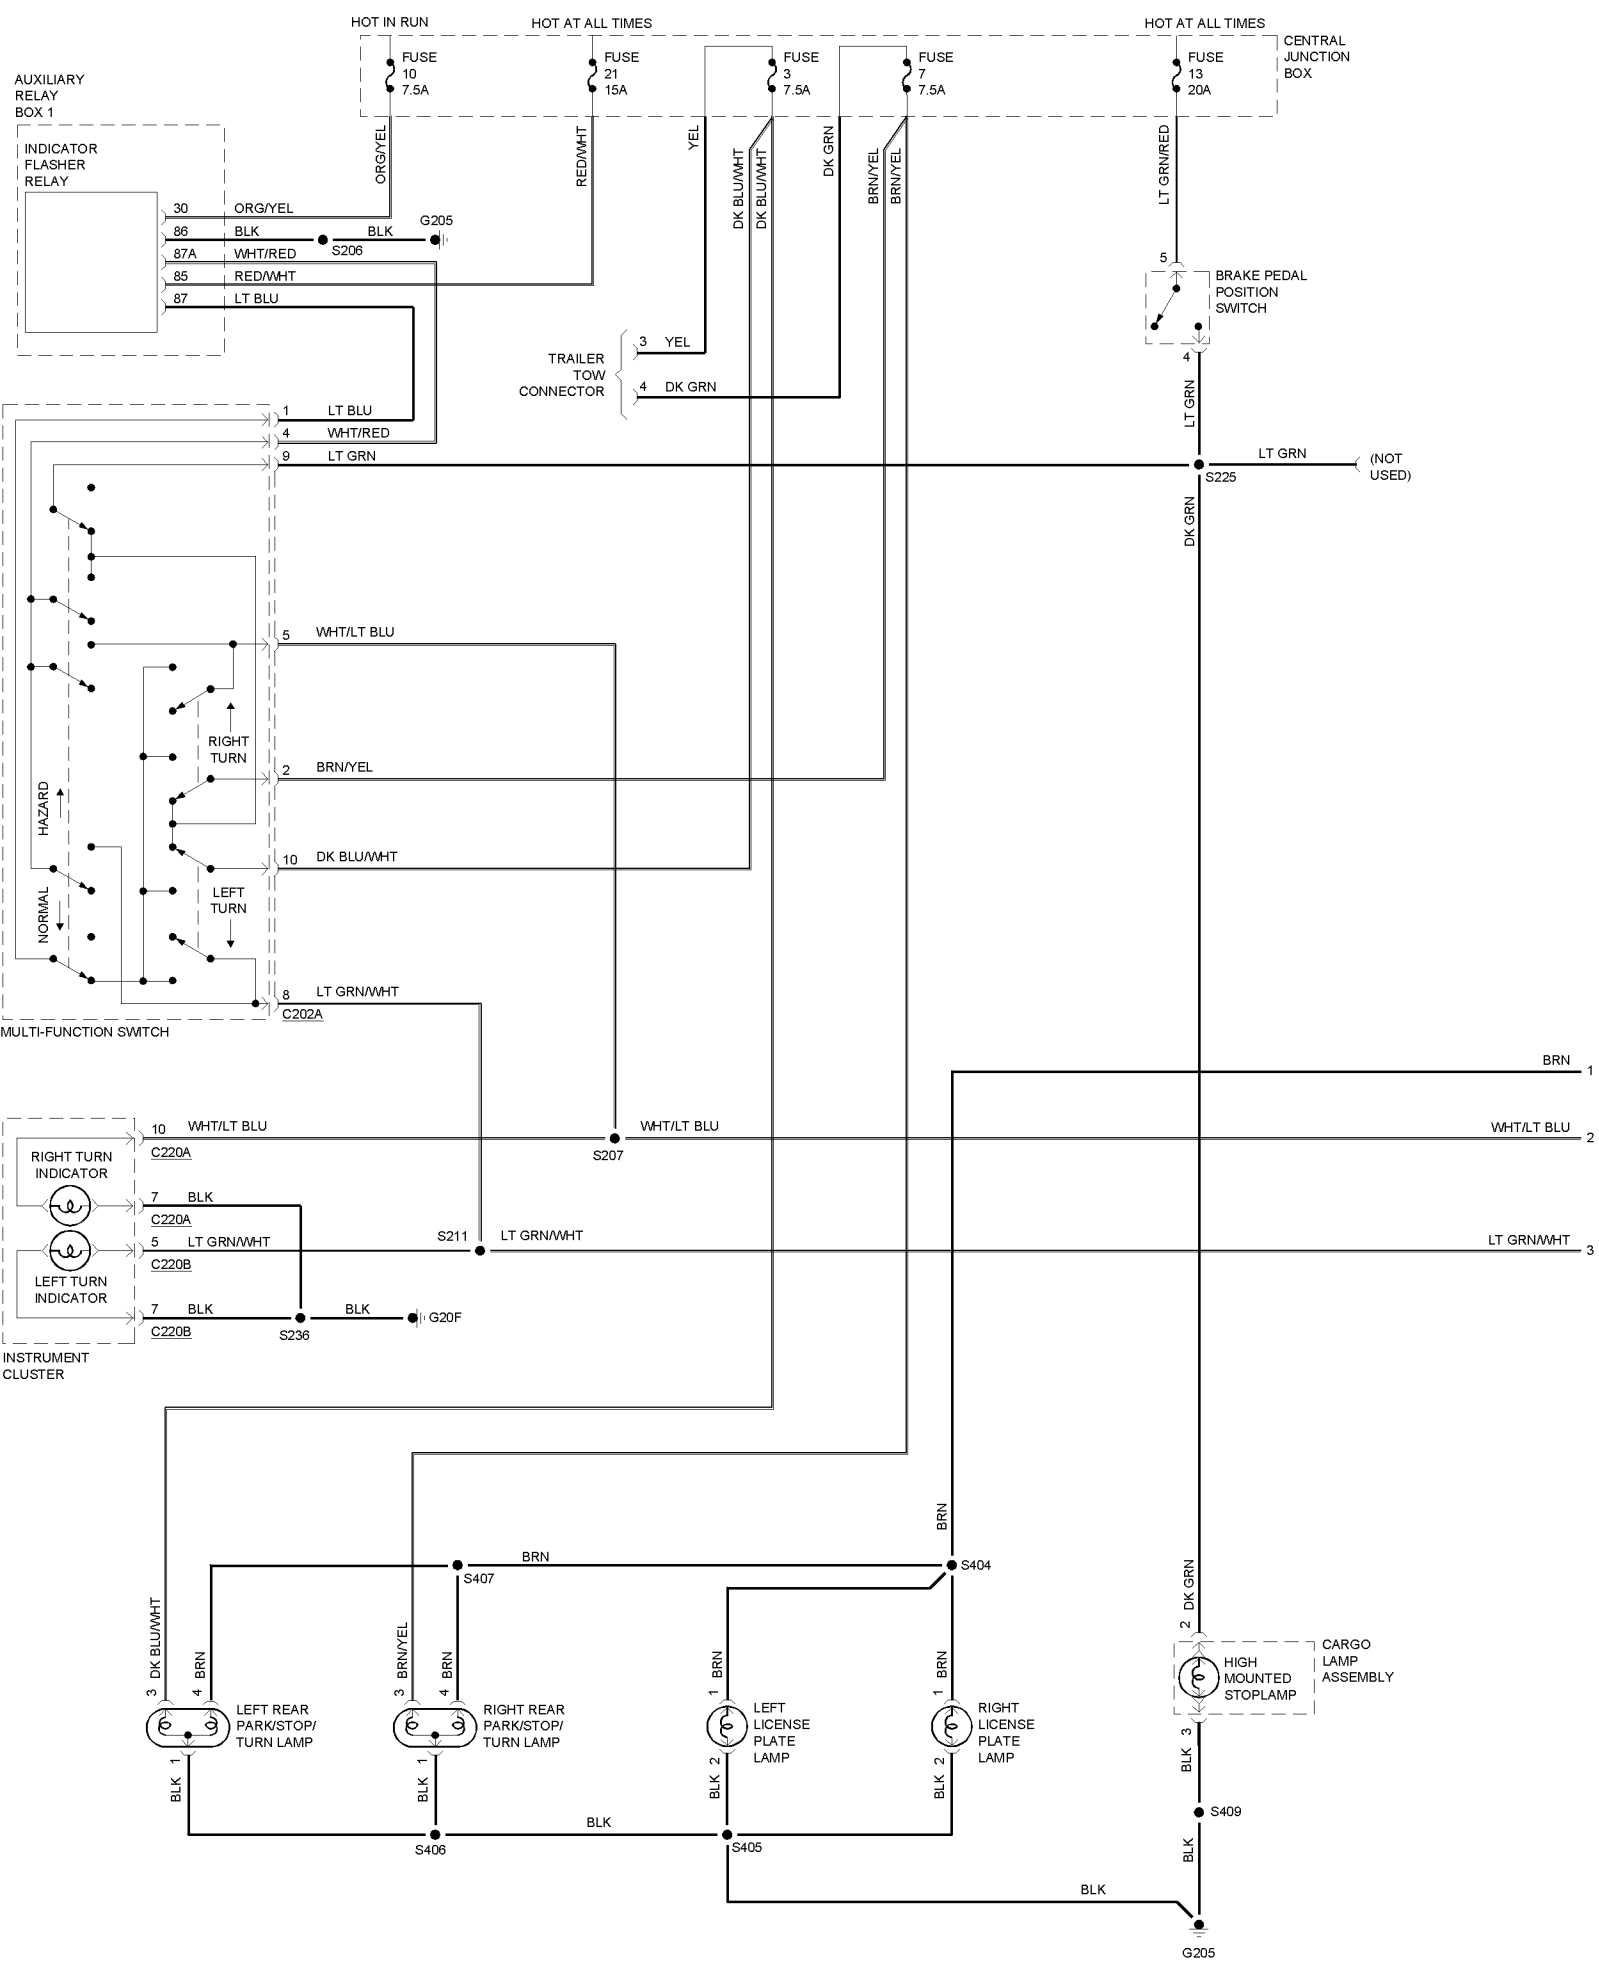 HOT IN RUN
HOT AT ALL TIMES
HOT AT ALL TIMES
CENTRAL
JUNCTION
BOX
FUSE
10
7.5A
FUSE
21
15A
FUSE
3
7.5A
FUSE
7
7.5A
FUSE
13
20A
AUXILIARY
RELAY
BOX 1
INDICATOR
FLASHER
RELAY
ORG/YEL
RED/WHT
YEL
DK BLU/WHT
DK BLU/WHT
DK GRN
BRN/YEL
BRN/YEL
LT GRN/RED
30 ORG/YEL
86 BLK
BLK
S206
G205
87A WHT/RED
85 RED/WHT
87 LT BLU
5
BRAKE PEDAL
POSITION
SWITCH
4
LT GRN
TRAILER
TOW
CONNECTOR
3 YEL
4 DK GRN
1 LT BLU
4 WHT/RED
9 LT GRN
LT GRN
(NOT
USED)
S225
DK GRN
5 WHT/LT BLU
RIGHT
TURN
2 BRN/YEL
HAZARD
10 DK BLU/WHT
LEFT
TURN
NORMAL
8 LT GRN/WHT
C202A
MULTI-FUNCTION SWITCH
BRN 1
10 WHT/LT BLU
C220A
WHT/LT BLU
S207
WHT/LT BLU 2
RIGHT TURN
INDICATOR
7 BLK
C220A
5 LT GRN/WHT
C220B
S211
LT GRN/WHT
LT GRN/WHT 3
LEFT TURN
INDICATOR
7 BLK
C220B
BLK
S236
G20F
INSTRUMENT
CLUSTER
BRN
BRN
S407
S404
DK BLU/WHT
BRN
BRN/YEL
BRN
BRN
BRN
DK GRN
2
3
4
3
4
1
1
LEFT REAR
PARK/STOP/
TURN LAMP
RIGHT REAR
PARK/STOP/
TURN LAMP
LEFT
LICENSE
PLATE
LAMP
RIGHT
LICENSE
PLATE
LAMP
HIGH
MOUNTED
STOPLAMP
CARGO
LAMP
ASSEMBLY
1
BLK
1
BLK
2
BLK
2
BLK
3
BLK
BLK
S406
S405
S409
BLK
BLK
G205